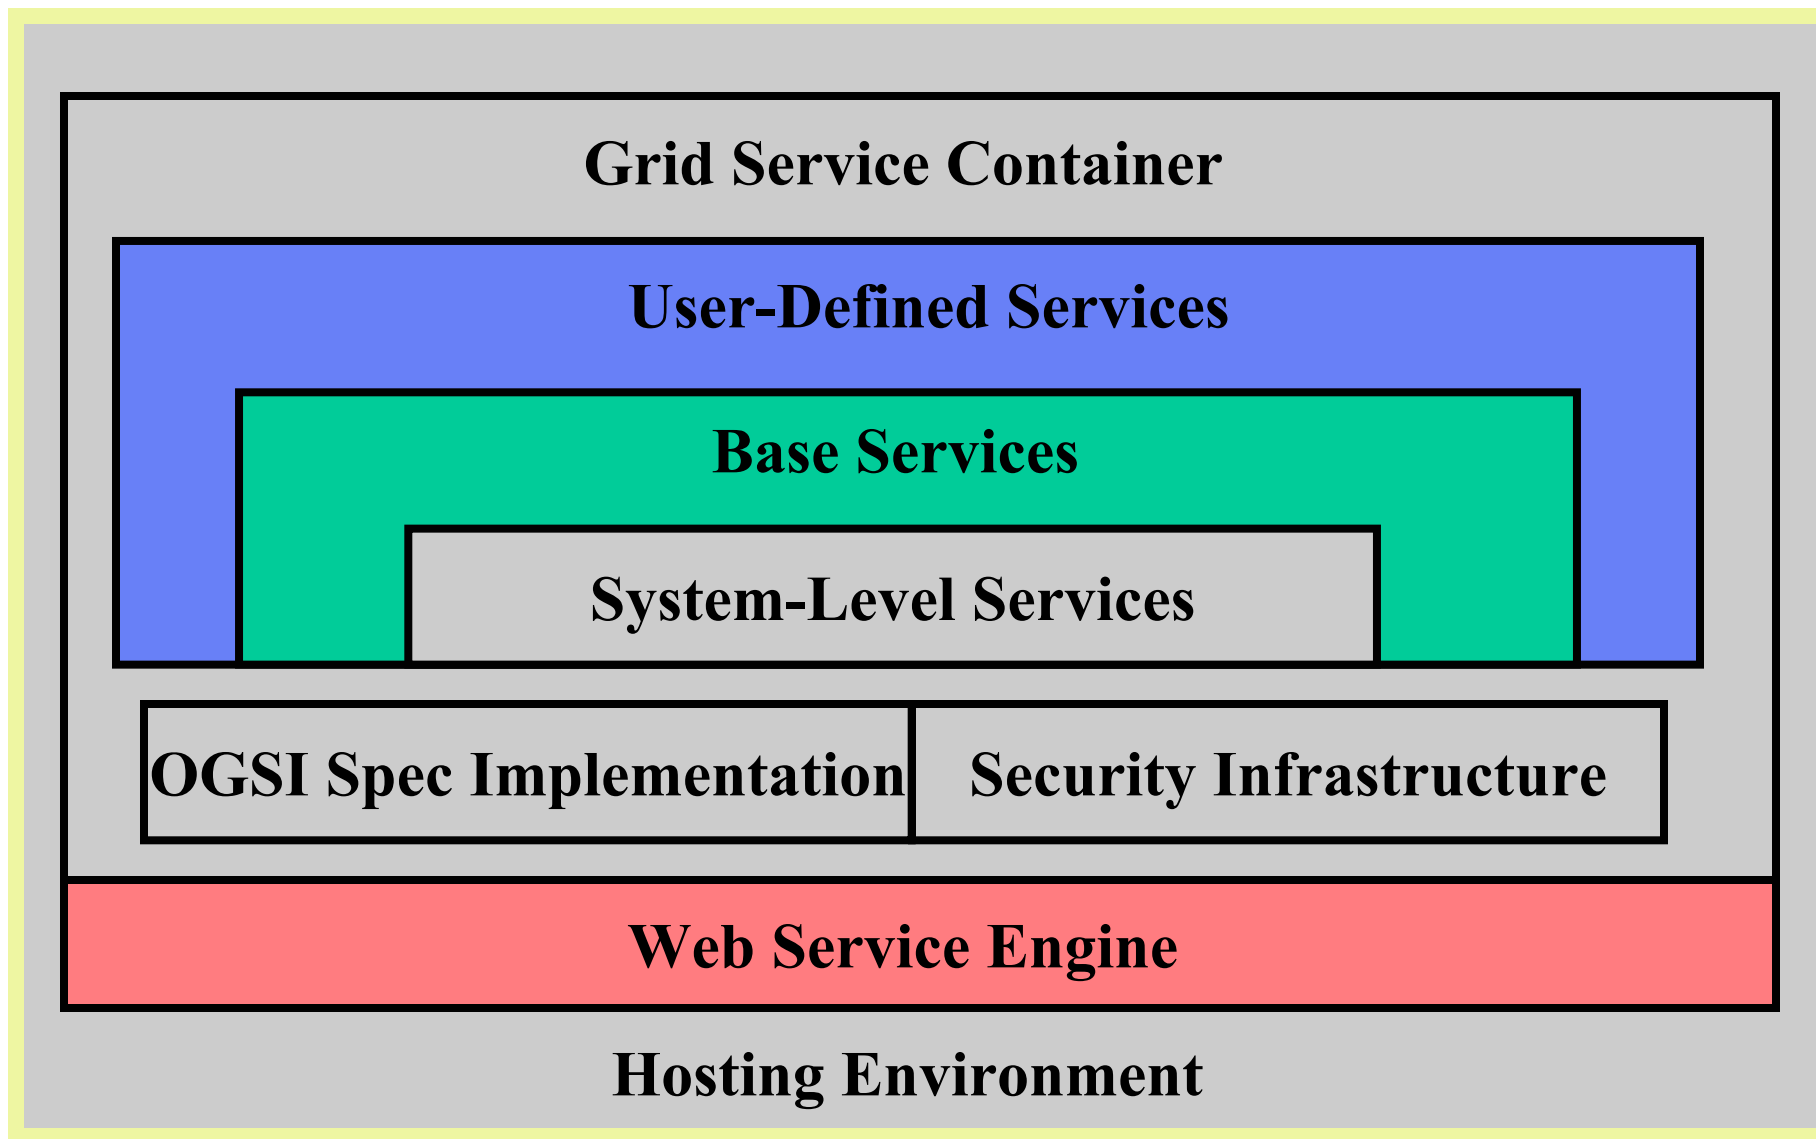 Grid Service Container
User-Defined Services
Base Services
System-Level Services
OGSI Spec Implementation
Security Infrastructure
Web Service Engine
Hosting Environment